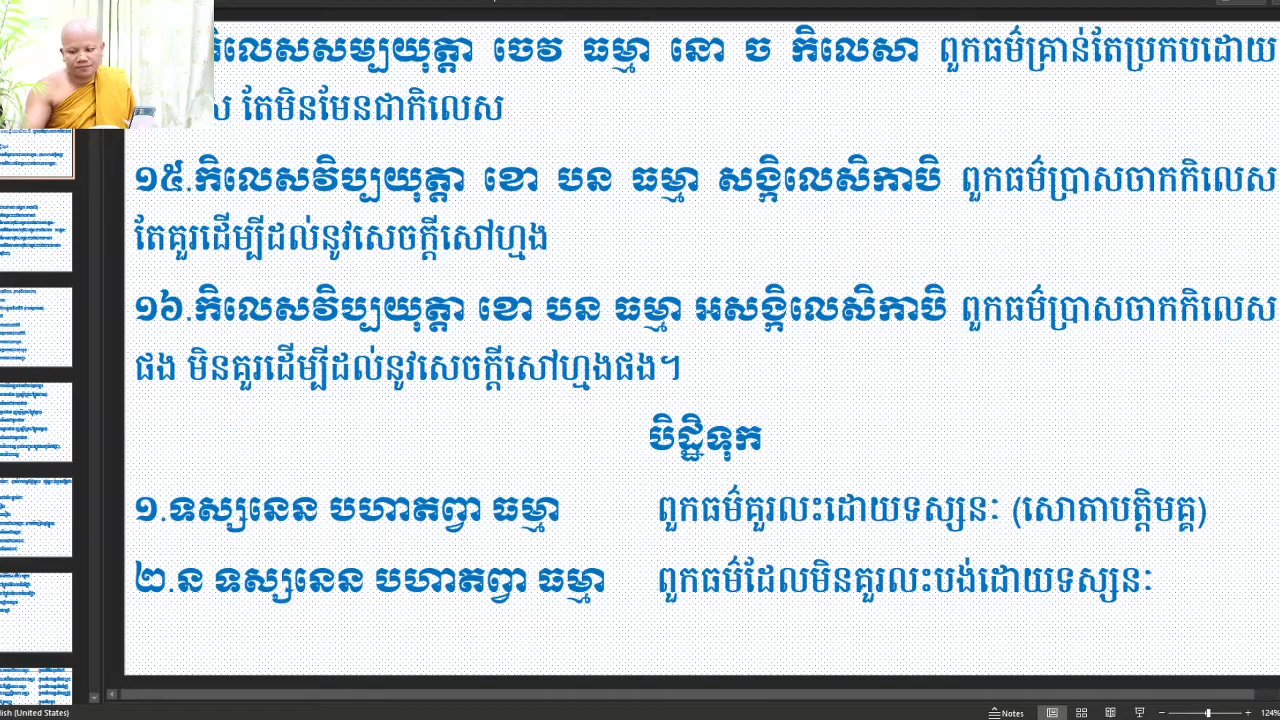 កិលេសសម្បយុត្តា ចេវ ធម្មា នោ ច កិលេសា ពួកធម៌គ្រាន់តែប្រកបដោយ
ស តែមិនមែនជាកិលេស
១៥.កិលេសវិប្បយុត្តា ខោ បន ធម្មា សង្កិលេសិកាបិ ពួកធម៌ប្រាសចាកកិលេស
តែគួរដើម្បីដល់នូវសេចក្តីសៅហ្មង
១៦.កិលេសវិប្បយុត្តា ខោ បន ធម្មា អសង្កិលេសិកាបិ ពួកធម៌ប្រាសចាកកិលេស
ផង មិនគួរដើម្បីដល់នូវសេចក្តីសៅហ្មងផង។
បិដ្ឋិទុក
១.ទស្សនេន បហាតព្វា ធម្មា ពួកធម៌គួរលះដោយទស្សនៈ (សោតាបត្តិមគ្គ)
២.ន ទស្សនេន បហាតព្វា ធម្មា ពួកធម៌ដែលមិនគួរលះបង់ដោយទស្សនៈ
lish (United States) Notes 124%